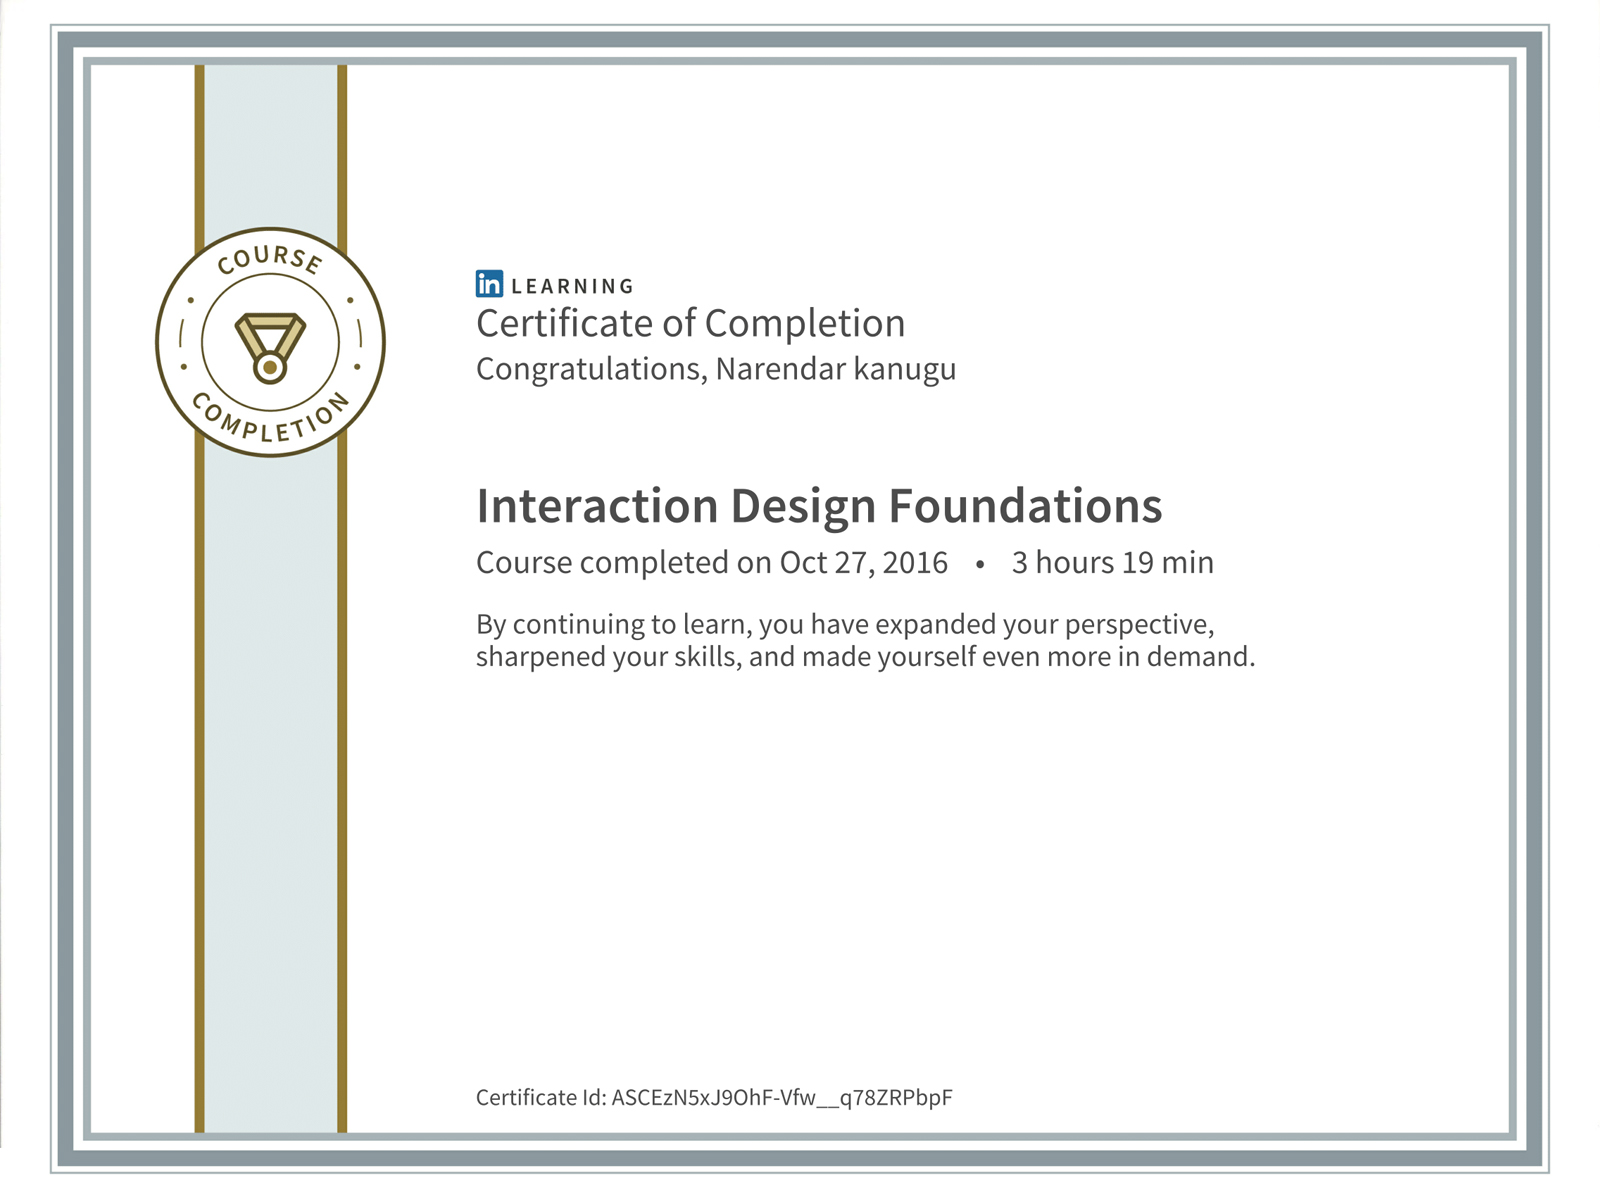 COURSE
COMPLETION
in LEARNING
Certificate of Completion
Congratulations, Narendar kanugu
Interaction Design Foundations
Course completed on Oct 27, 2016 • 3 hours 19 min
By continuing to learn, you have expanded your perspective,
sharpened your skills, and made yourself even more in demand.
Certificate Id: ASCEzN5xJ9OhF-Vfw__q78ZRPbpF